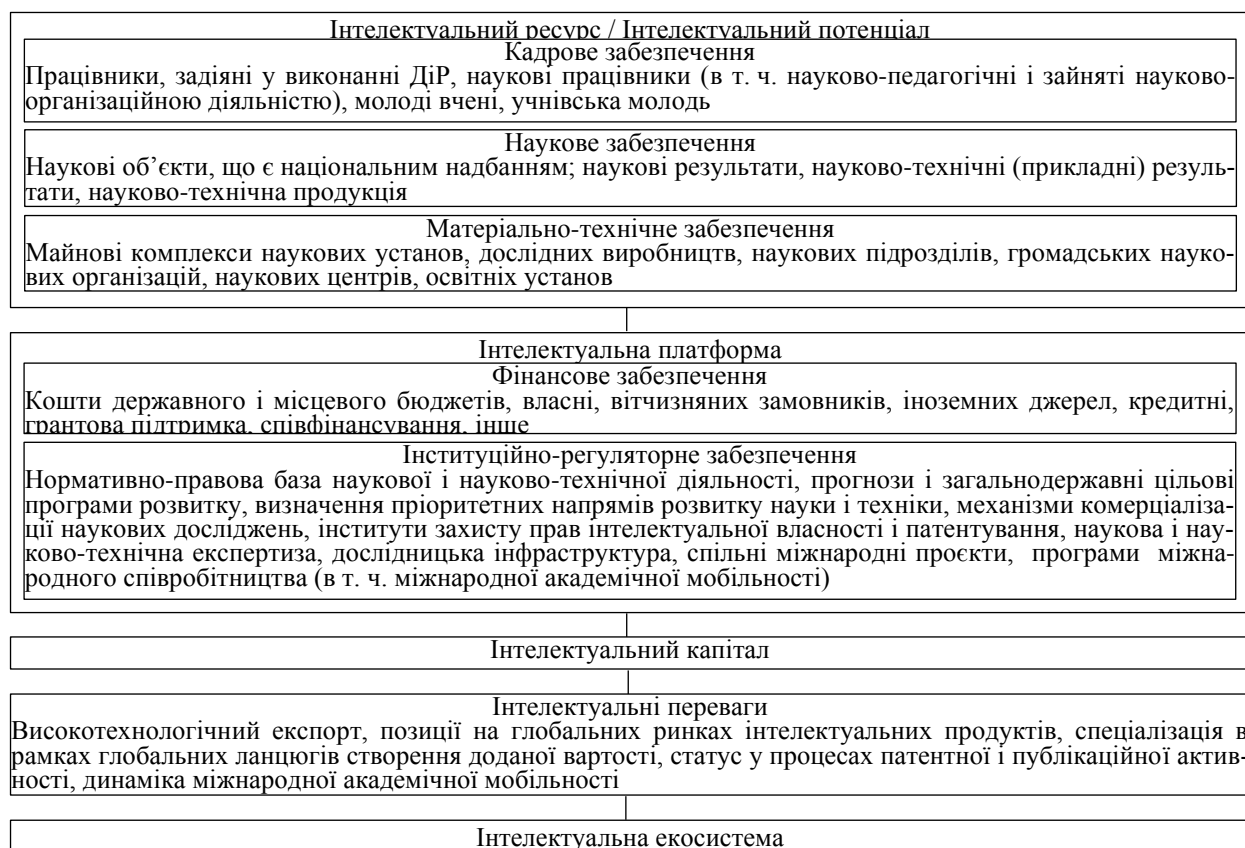 Інтелектуальний ресурс / Інтелектуальний потенціал
Кадрове забезпечення
Працівники, задіяні у виконанні ДіР, наукові працівники (в т. ч. науково-педагогічні і зайняті науково-
організаційною діяльністю), молоді вчені, учнівська молодь
Наукове забезпечення
Наукові об’єкти, що є національним надбанням; наукові результати, науково-технічні (прикладні) резуль-
тати, науково-технічна продукція
Матеріально-технічне забезпечення
Майнові комплекси наукових установ, дослідних виробництв, наукових підрозділів, громадських науко-
вих організацій, наукових центрів, освітніх установ
Інтелектуальна платформа
Фінансове забезпечення
Кошти державного і місцевого бюджетів, власні, вітчизняних замовників, іноземних джерел, кредитні,
грантова підтримка, співфінансування, інше
Інституційно-регуляторне забезпечення
Нормативно-правова база наукової і науково-технічної діяльності, прогнози і загальнодержавні цільові
програми розвитку, визначення пріоритетних напрямів розвитку науки і техніки, механізми комерціаліза-
ції наукових досліджень, інститути захисту прав інтелектуальної власності і патентування, наукова і нау-
ково-технічна експертиза, дослідницька інфраструктура, спільні міжнародні проєкти, програми міжна-
родного співробітництва (в т. ч. міжнародної академічної мобільності)
Інтелектуальний капітал
Інтелектуальні переваги
Високотехнологічний експорт, позиції на глобальних ринках інтелектуальних продуктів, спеціалізація в
рамках глобальних ланцюгів створення доданої вартості, статус у процесах патентної і публікаційної актив-
ності, динаміка міжнародної академічної мобільності
Інтелектуальна екосистема